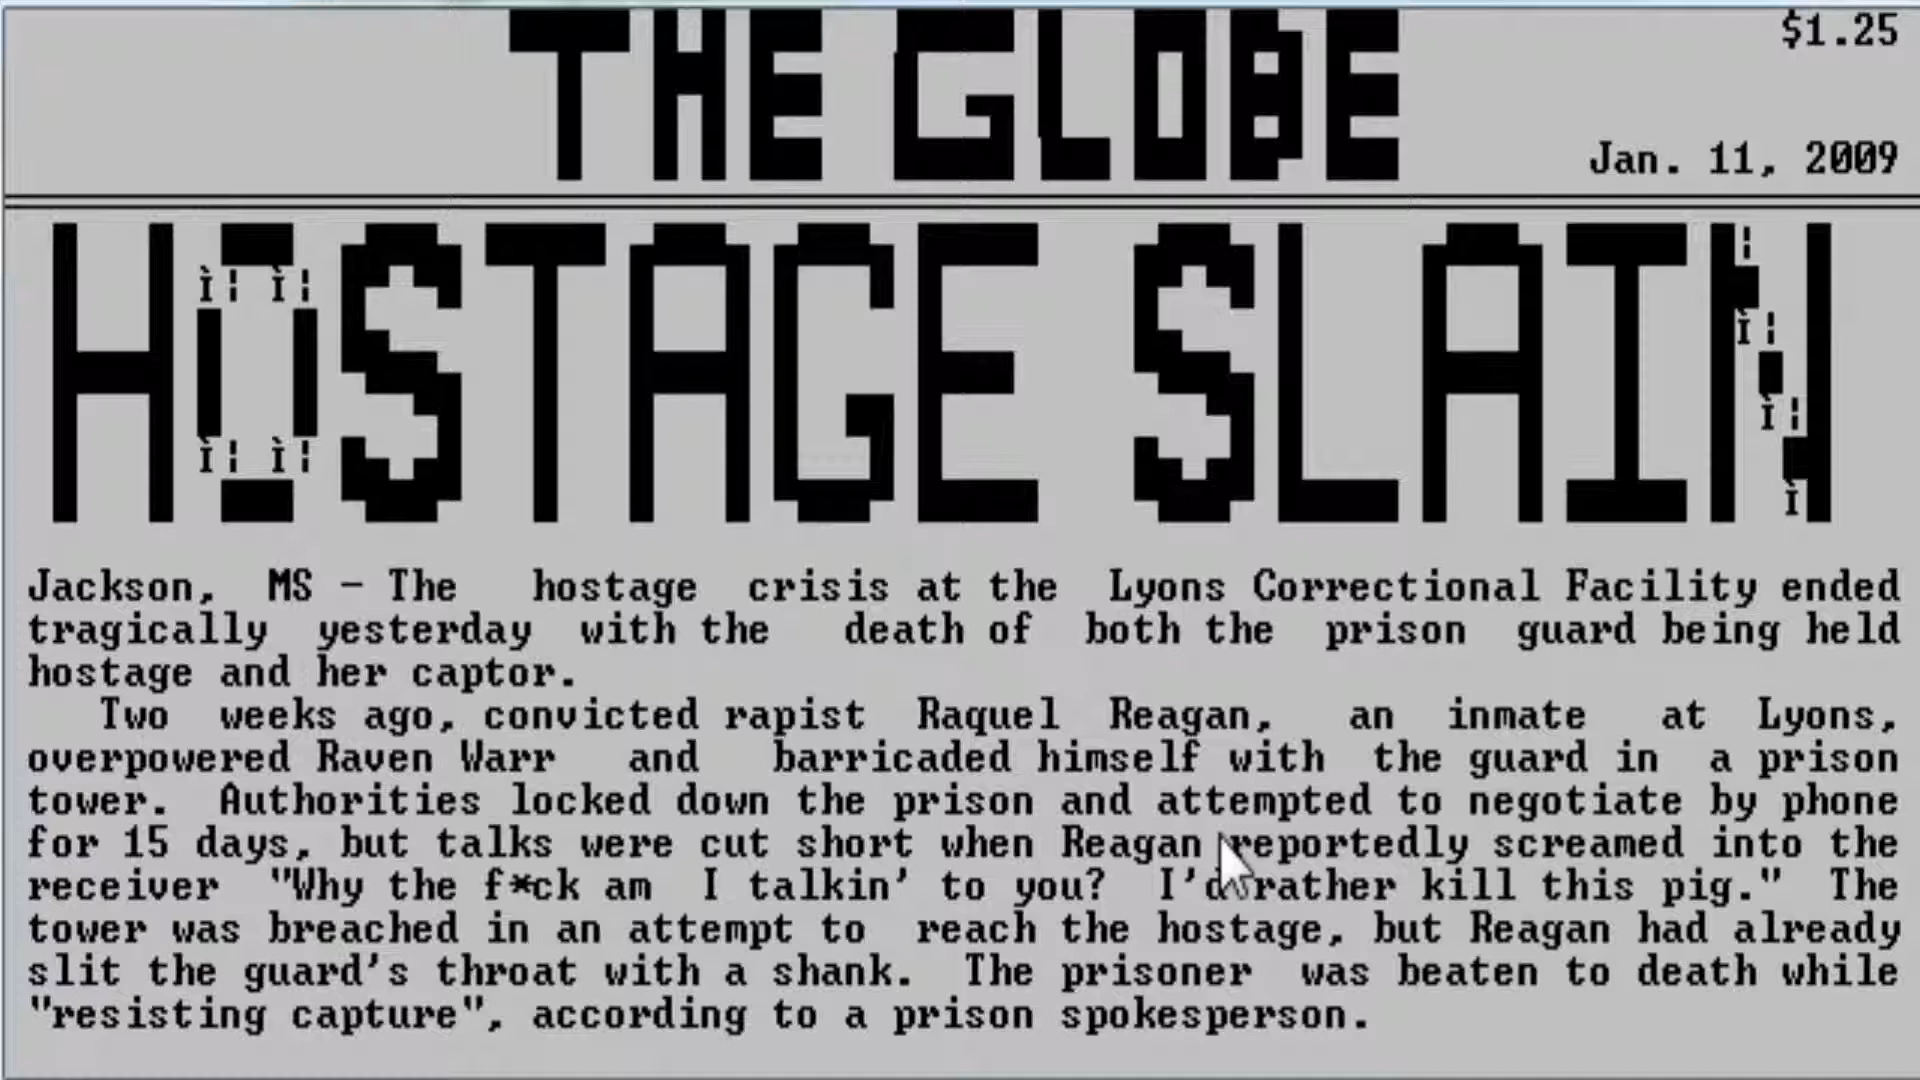 THE GLOBE
$1.25
Jan. 11, 2009
HOSTAGE SLAIN
Jackson, MS – The hostage crisis at the Lyons Correctional Facility ended
tragically yesterday with the death of both the prison guard being held
hostage and her captor.
Two weeks ago, convicted rapist Raquel Reagan, an inmate at Lyons,
overpowered Raven Warr and barricaded himself with the guard in a prison
tower. Authorities locked down the prison and attempted to negotiate by phone
for 15 days, but talks were cut short when Reagan reportedly screamed into the
receiver "Why the f*ck am I talkin' to you? I'd rather kill this pig." The
tower was breached in an attempt to reach the hostage, but Reagan had already
slit the guard's throat with a shank. The prisoner was beaten to death while
"resisting capture", according to a prison spokesperson.